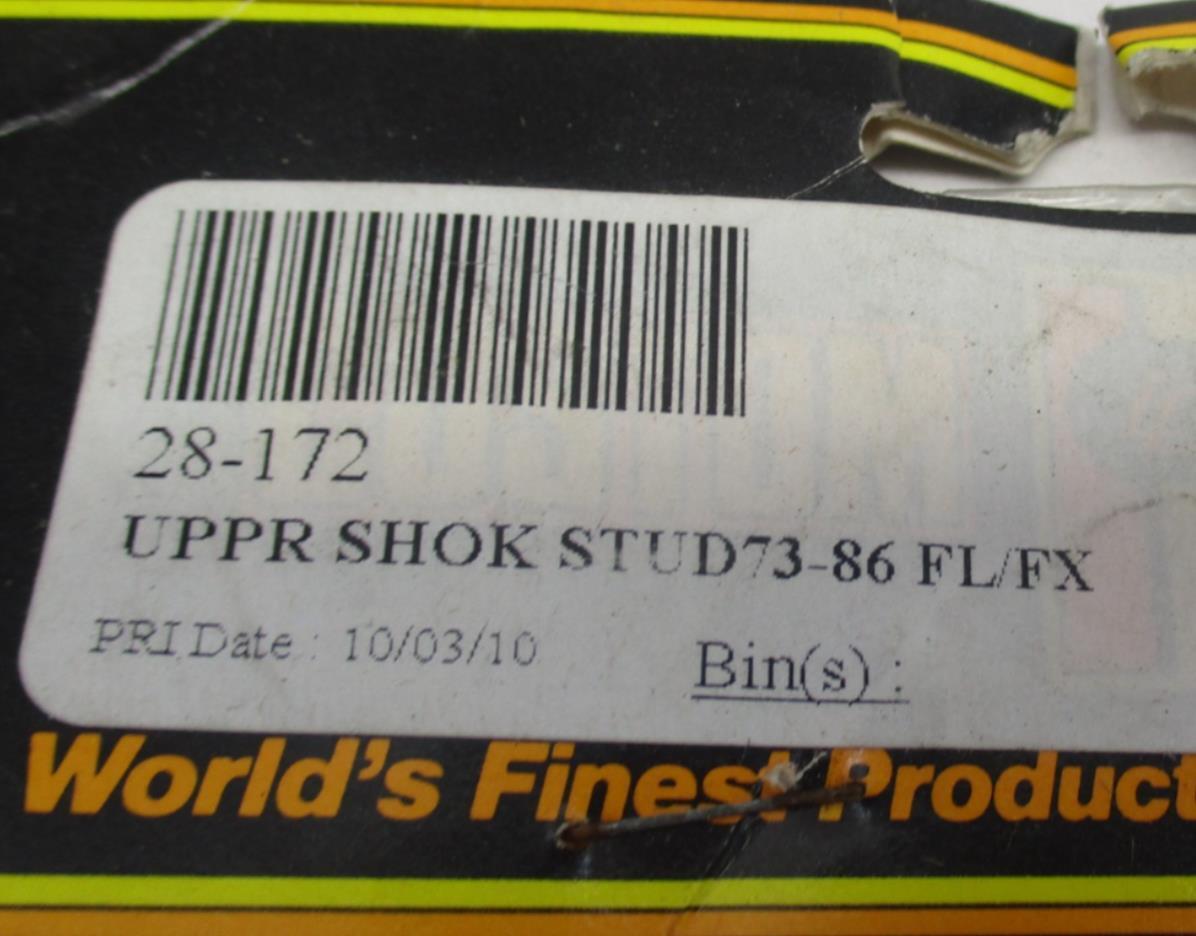 28-172
UPPR SHOK STUD73-86 FL/FX
PRI Date : 10/03/10
Bin(s) :
World's Finest Product